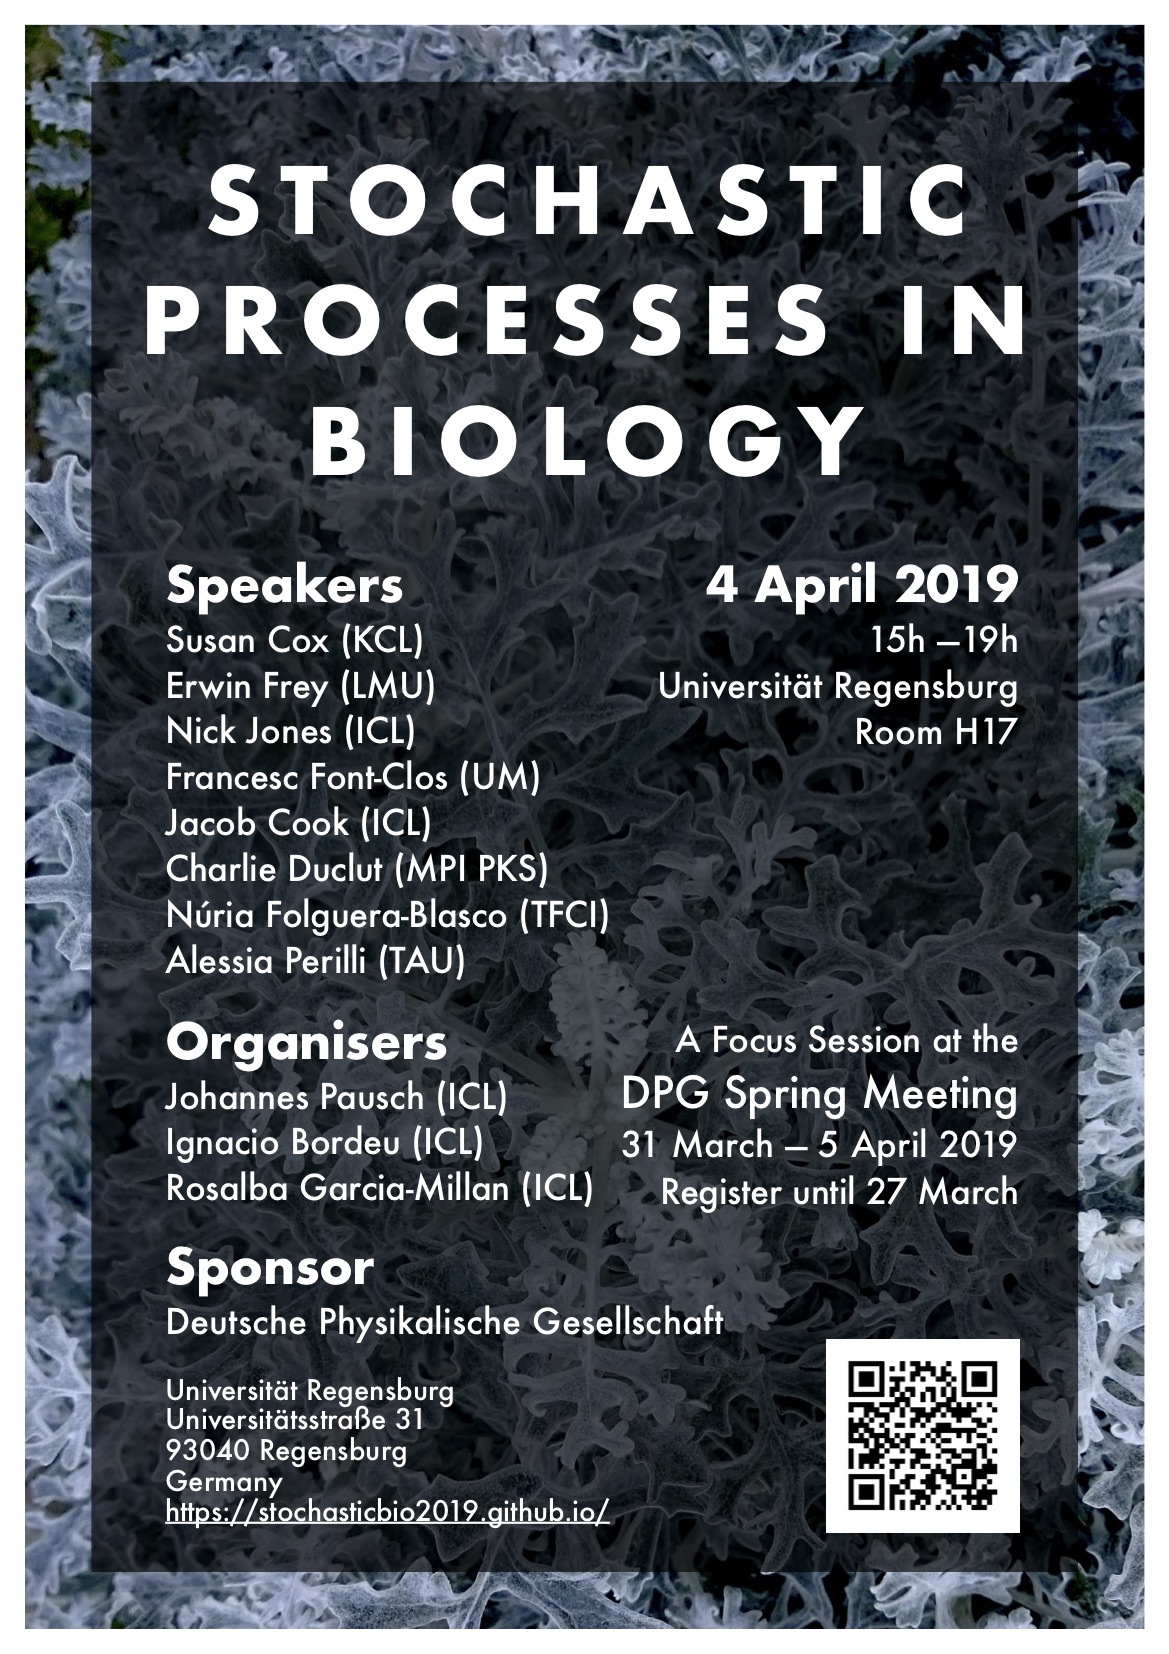 STOCHASTIC
PROCESSES IN
BIOLOGY
Speakers
Susan Cox (KCL)
Erwin Frey (LMU)
Nick Jones (ICL)
Francesc Font-Clos (UM)
Jacob Cook (ICL)
Charlie Duclut (MPI PKS)
Núria Folguera-Blasco (TFCI)
Alessia Perilli (TAU)
4 April 2019
15h –19h
Universität Regensburg
Room H17
Organisers
Johannes Pausch (ICL)
Ignacio Bordeu (ICL)
Rosalba Garcia-Millan (ICL)
A Focus Session at the
DPG Spring Meeting
31 March – 5 April 2019
Register until 27 March
Sponsor
Deutsche Physikalische Gesellschaft
Universität Regensburg
Universitätsstraße 31
93040 Regensburg
Germany
https://stochasticbio2019.github.io/